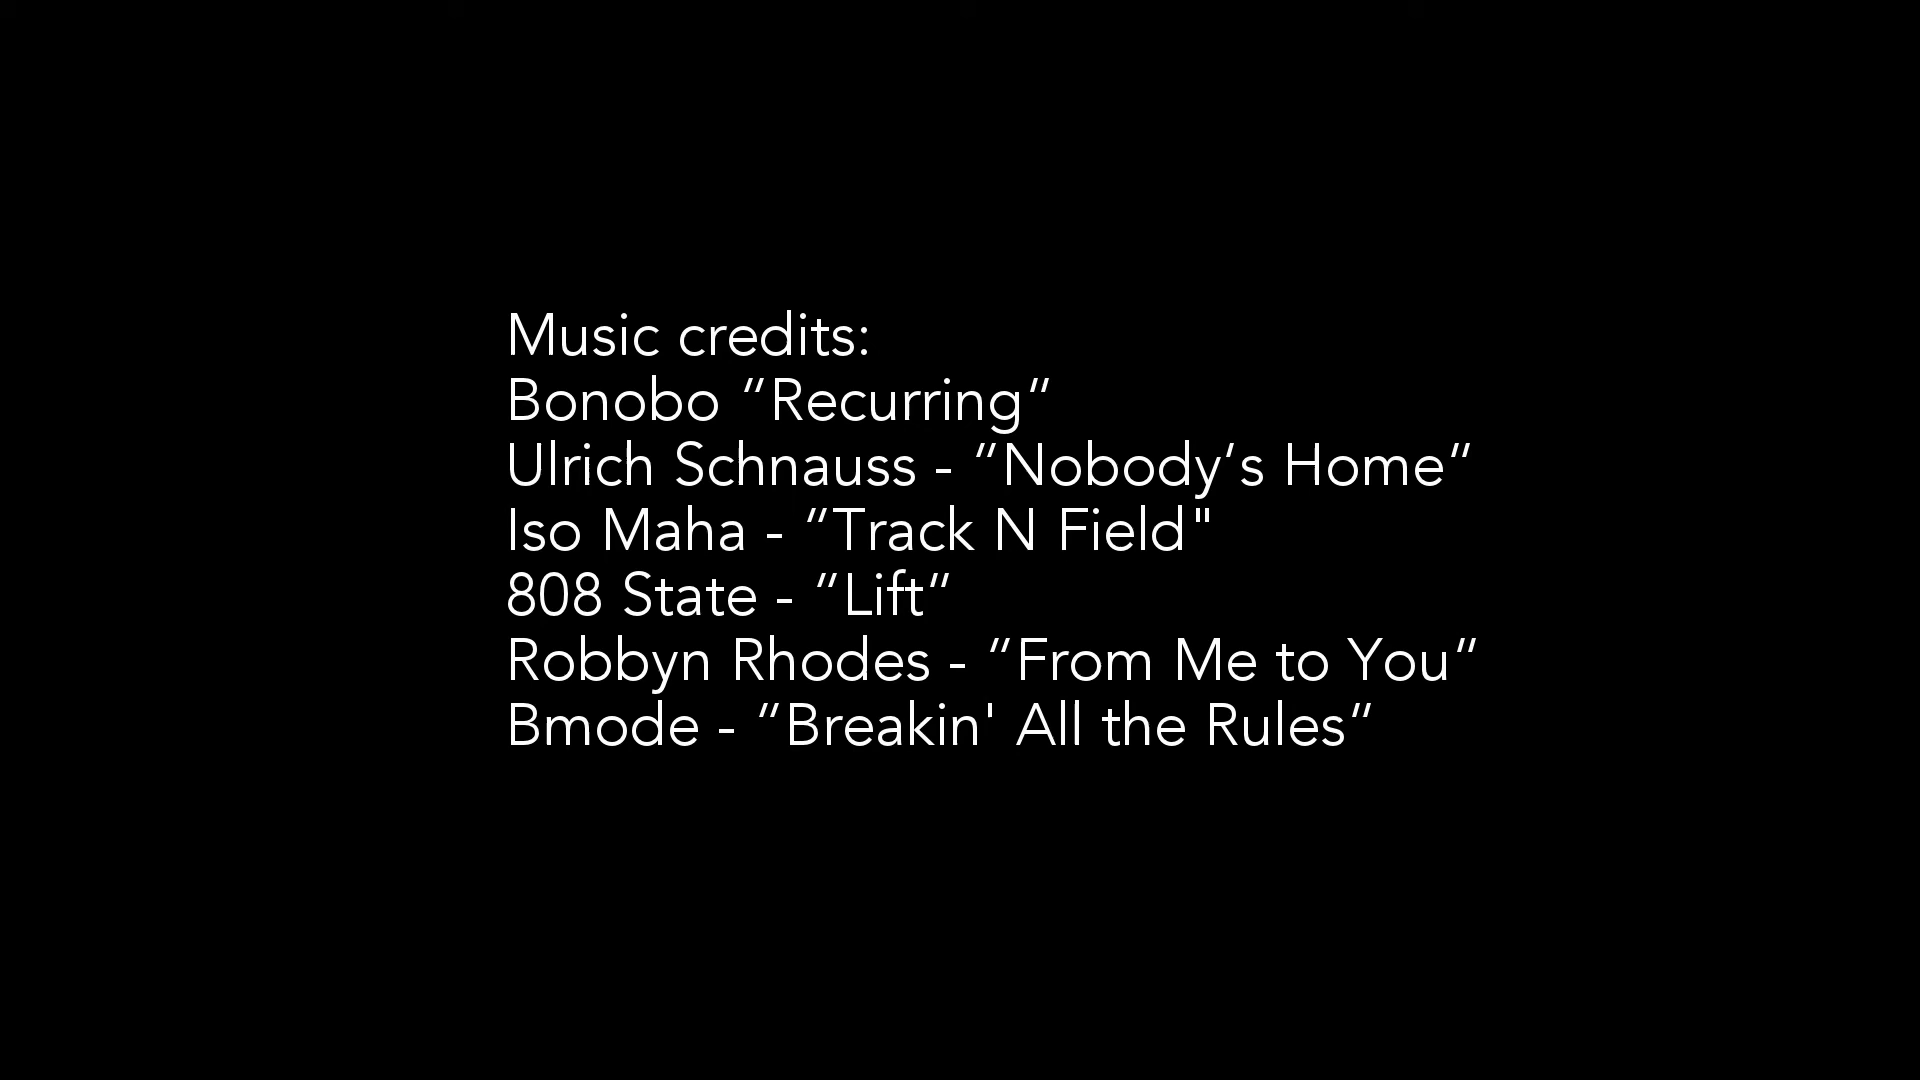 Music credits:
Bonobo “Recurring“
Ulrich Schnauss - “Nobody‘s Home“
Iso Maha - “Track N Field"
808 State - “Lift“
Robbyn Rhodes - “From Me to You“
Bmode - “Breakin' All the Rules“